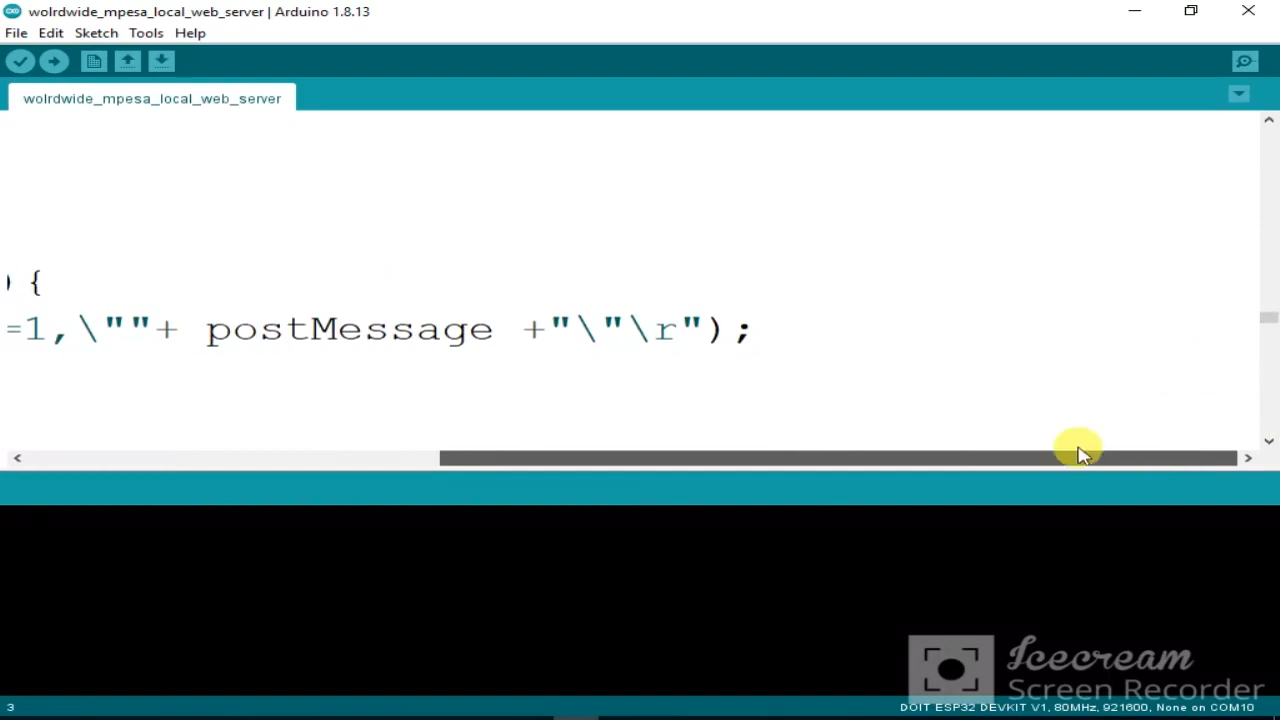 wolrdwide_mpesa_local_web_server | Arduino 1.8.13
File Edit Sketch Tools Help
wolrdwide_mpesa_local_web_server
) {
=1,\""+ postMessage +"\"\r");
Icecream
Screen Recorder
3
DOIT ESP32 DEVKIT V1, 80MHz, 921600, None on COM10